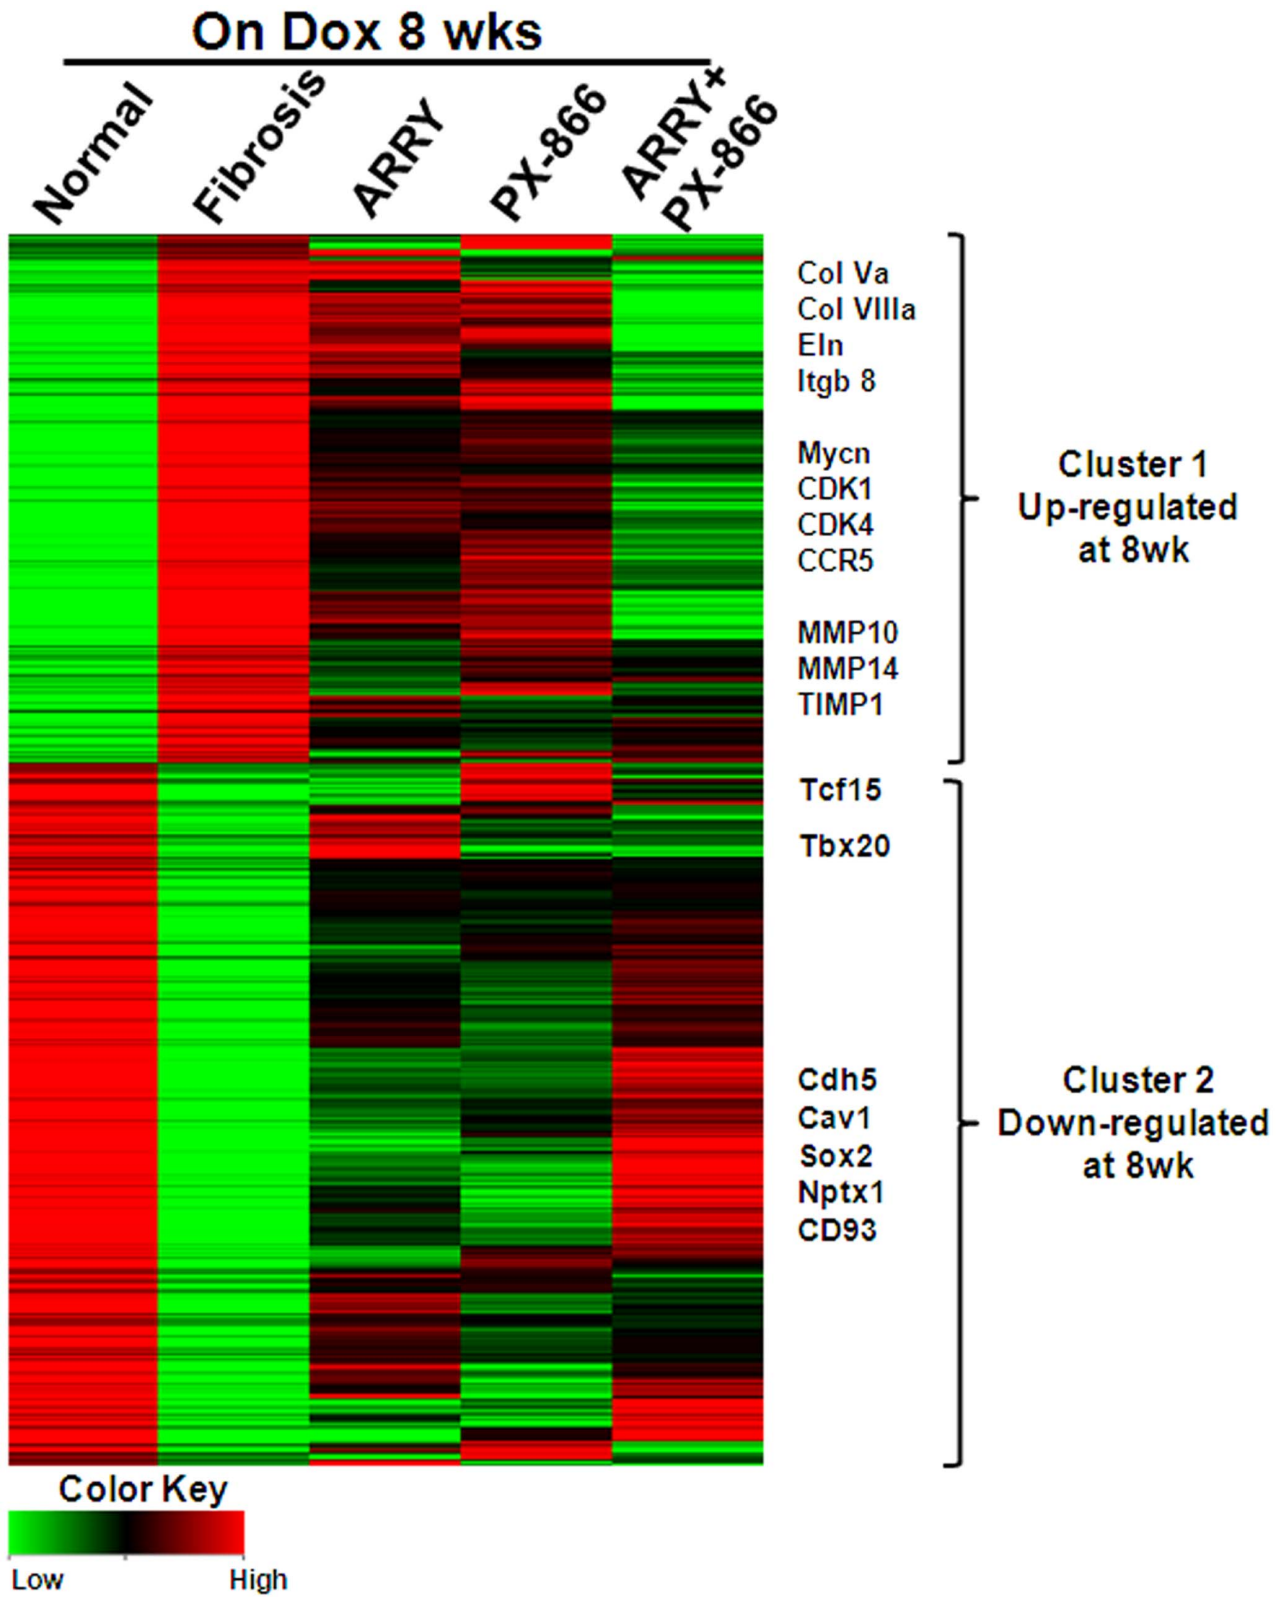 On Dox 8 wks
Normal
Fibrosis
ARRY
PX-866
ARRY+
PX-866
Col Va
Col VIIIa
Eln
Itgb 8
Mycn
CDK1
CDK4
CCR5
MMP10
MMP14
TIMP1
Cluster 1
Up-regulated
at 8wk
Tcf15
Tbx20
Cdh5
Cav1
Sox2
Nptx1
CD93
Cluster 2
Down-regulated
at 8wk
Color Key
Low
High